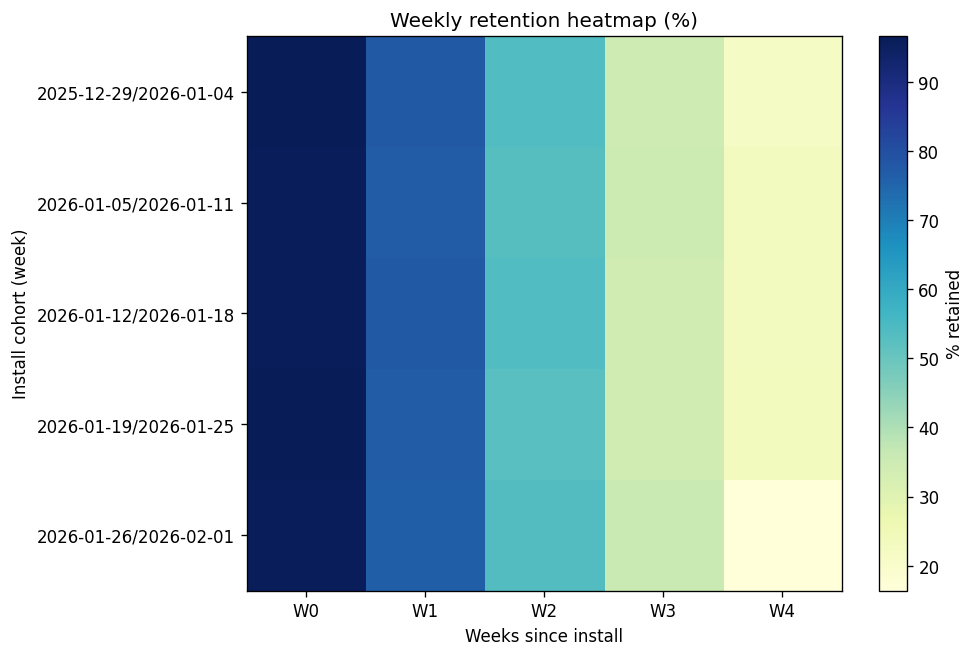 Weekly retention heatmap (%)
Install cohort (week)
2025-12-29/2026-01-04
2026-01-05/2026-01-11
2026-01-12/2026-01-18
2026-01-19/2026-01-25
2026-01-26/2026-02-01
W0 W1 W2 W3 W4
Weeks since install
90
80
70
60
50
40
30
20
% retained